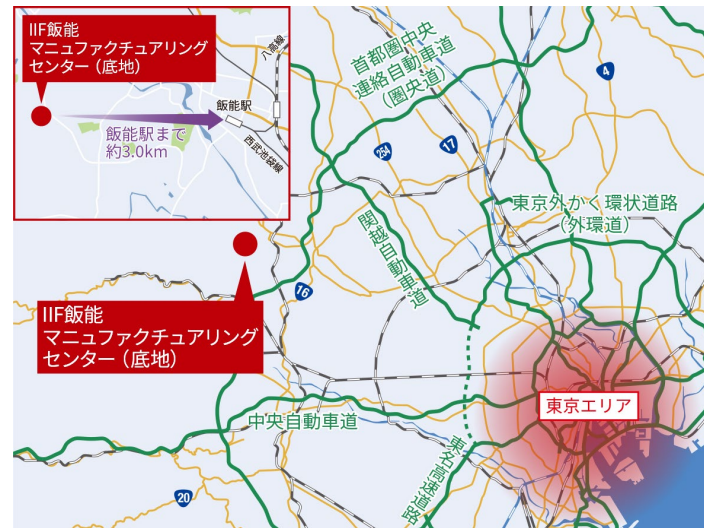 IIF飯能
マニュファクチュアリング
センター（底地）
八高線
飯能駅
飯能駅まで
約3.0km
西武池袋線
首都圏中央
連絡自動車道
（圏央道）
4
17
254
東京外かく環状道路
（外環道）
関越自動車道
16
IIF飯能
マニュファクチュアリング
センター（底地）
東京エリア
中央自動車道
東名高速道路
20